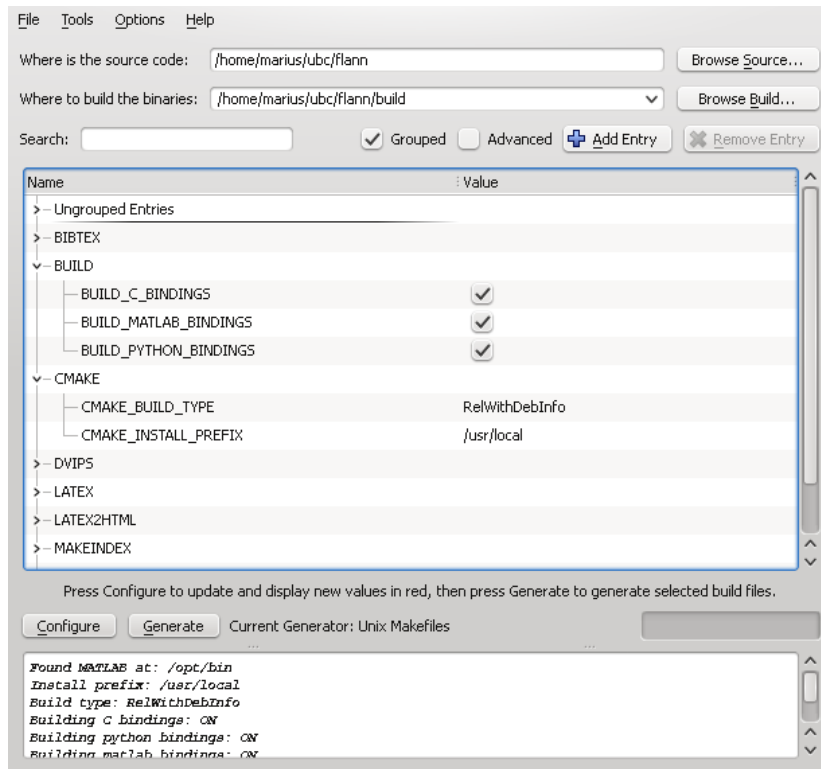 File Tools Options Help
Where is the source code: /home/marius/ubc/flann Browse Source...
Where to build the binaries: /home/marius/ubc/flann/build Browse Build...
Search: Grouped Advanced Add Entry Remove Entry
Name Value
Ungrouped Entries
BIBTEX
BUILD
BUILD_C_BINDINGS
BUILD_MATLAB_BINDINGS
BUILD_PYTHON_BINDINGS
CMAKE
CMAKE_BUILD_TYPE RelWithDebInfo
CMAKE_INSTALL_PREFIX /usr/local
DVIPS
LATEX
LATEX2HTML
MAKEINDEX
Press Configure to update and display new values in red, then press Generate to generate selected build files.
Configure Generate Current Generator: Unix Makefiles
Found MATLAB at: /opt/bin
Install prefix: /usr/local
Build type: RelWithDebInfo
Building C bindings: ON
Building python bindings: ON
Building matlab bindings: ON